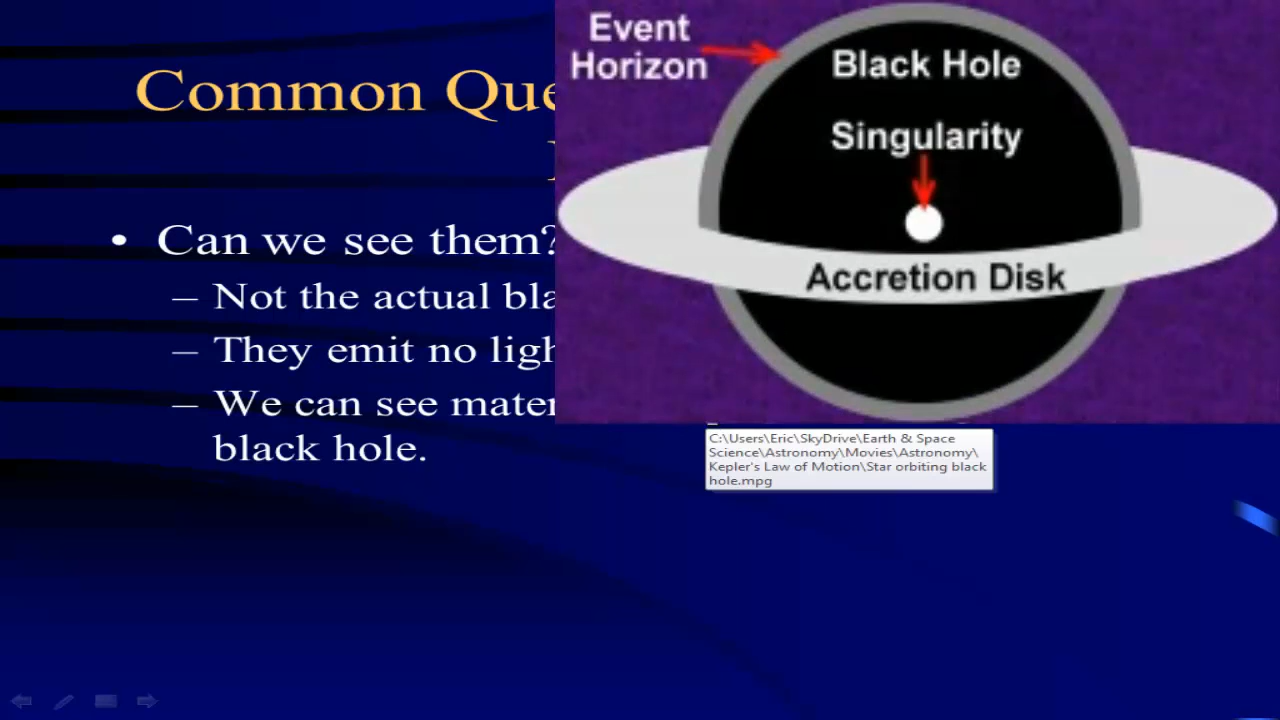 Common Que
• Can we see them?
– Not the actual bla
– They emit no ligh
– We can see mater
black hole.
Event
Horizon
Black Hole
Singularity
Accretion Disk
C:\Users\Eric\SkyDrive\Earth & Space
Science\Astronomy\Movies\Astronomy\
Kepler's Law of Motion\Star orbiting black
hole.mpg